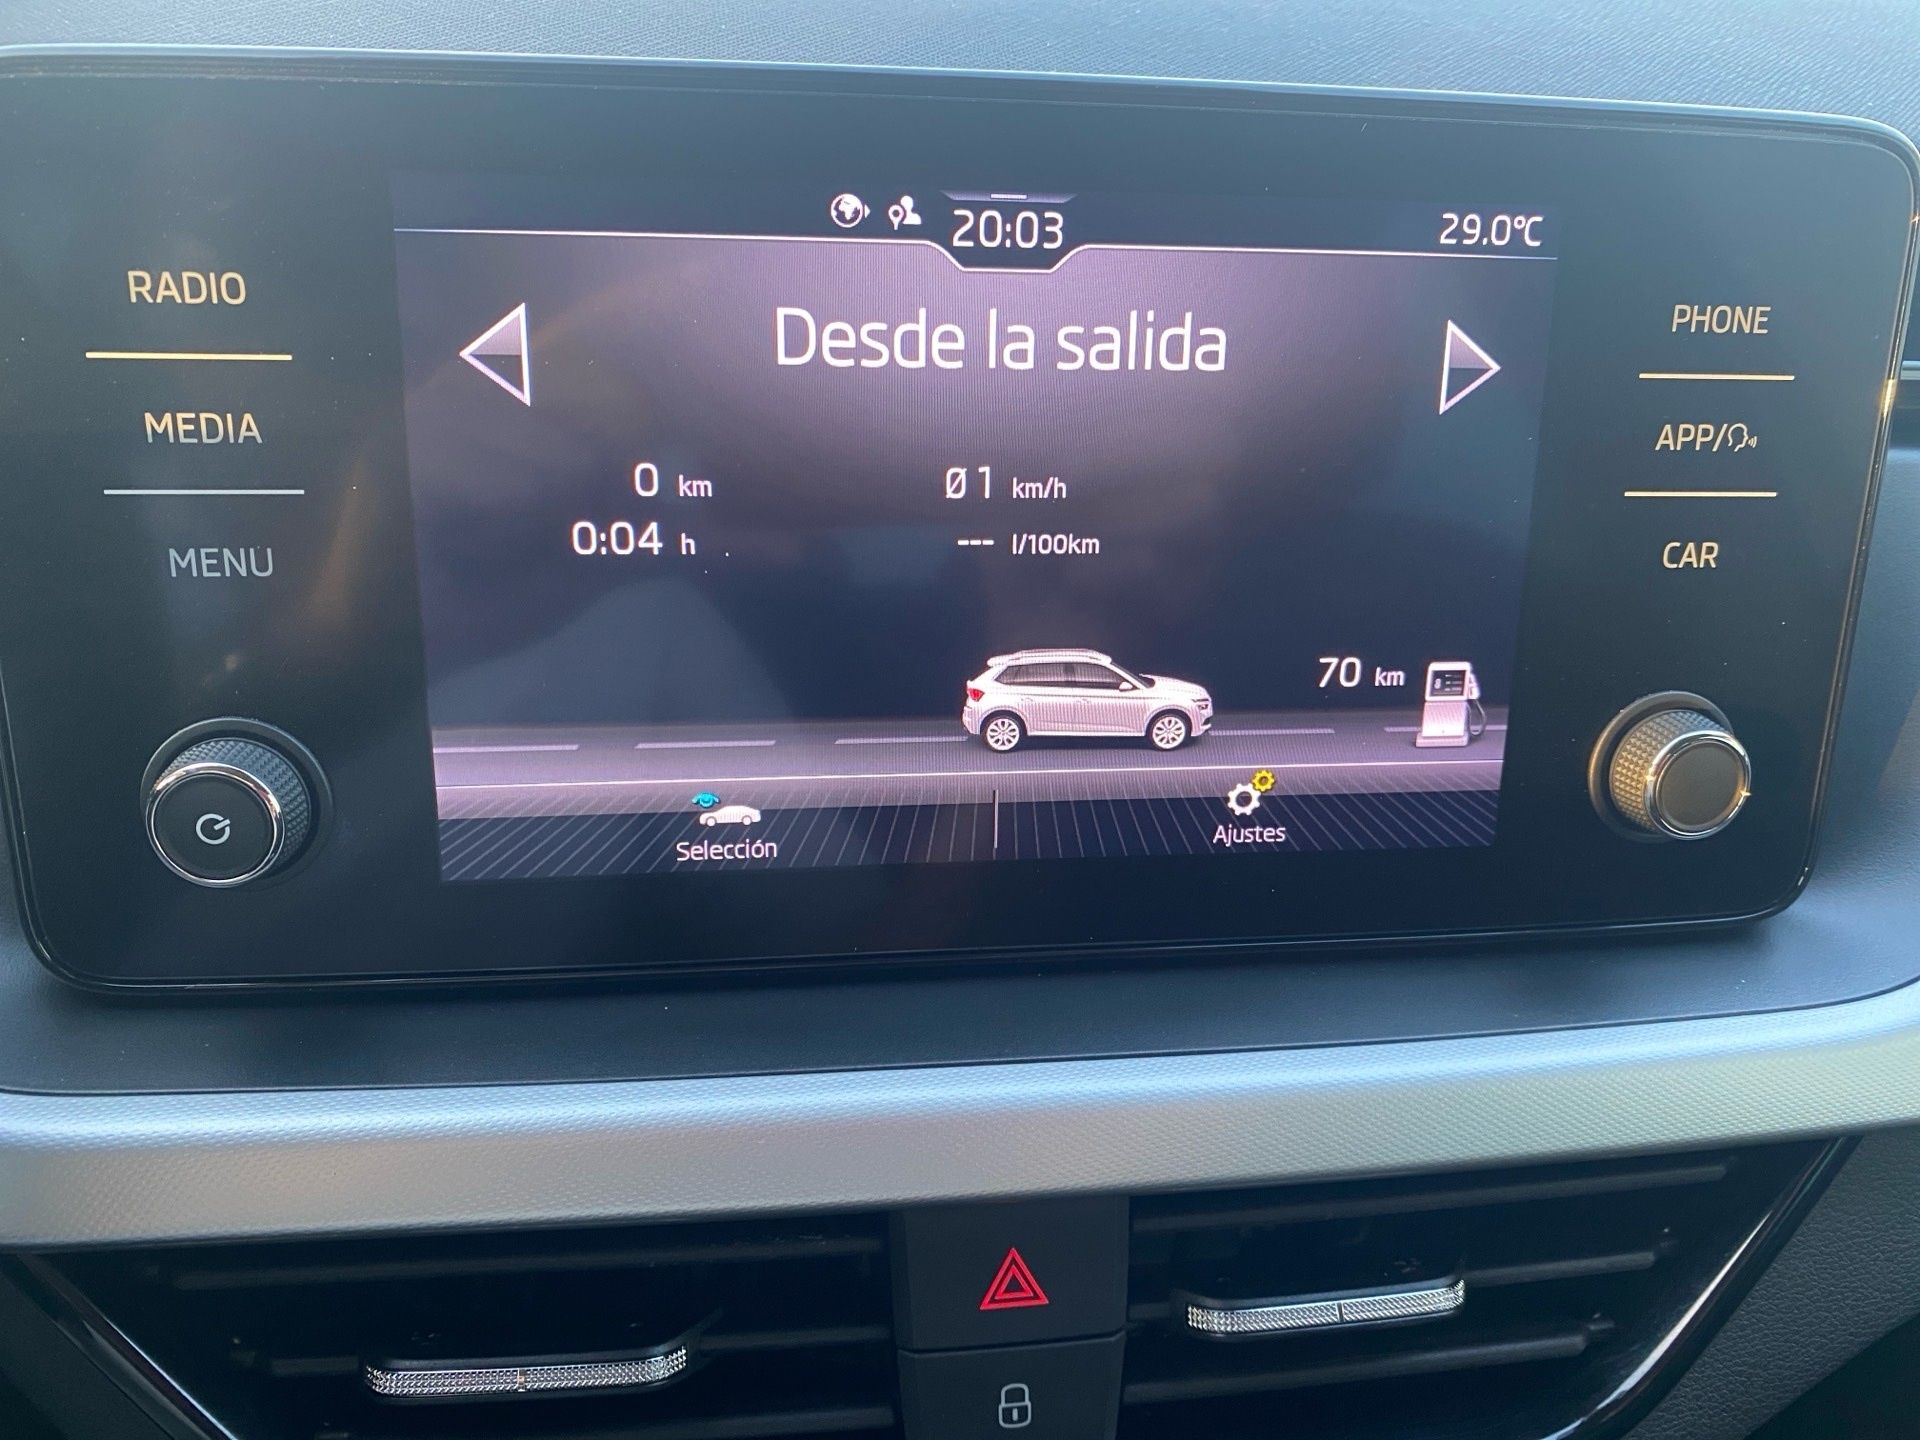 20:03
29.0°C
RADIO
MEDIA
MENU
Desde la salida
0 km
Ø 1 km/h
0:04 h
--- l/100km
70 km
Selección
Ajustes
PHONE
APP/
CAR